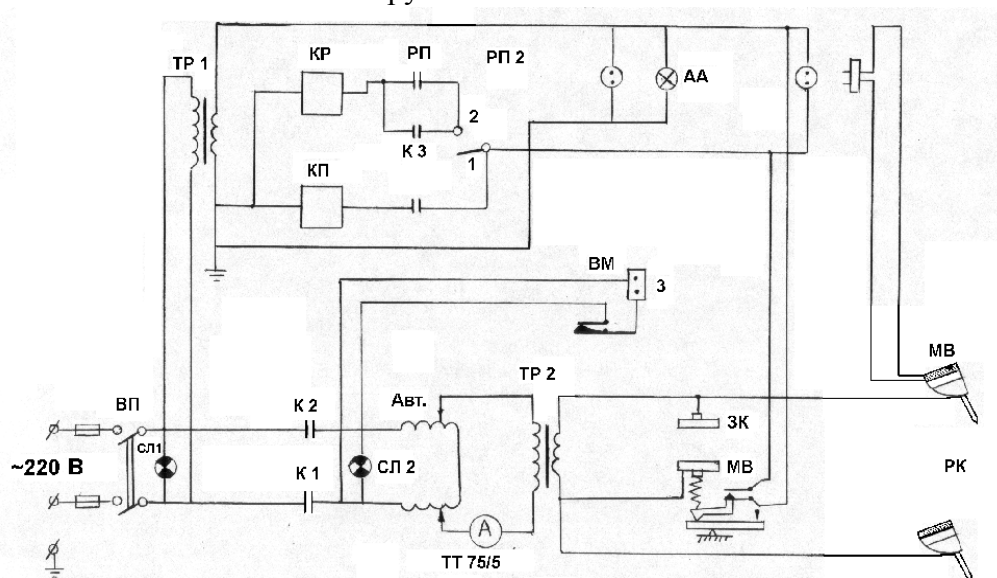 ру
ТР 1
КР
РП
РП 2
АА
2
К 3
1
КП
ВМ
3
МВ
ТР 2
ВП
К 2
Авт.
ЗК
СЛ1
~220 В
К 1
СЛ 2
МВ
РК
А
ТТ 75/5